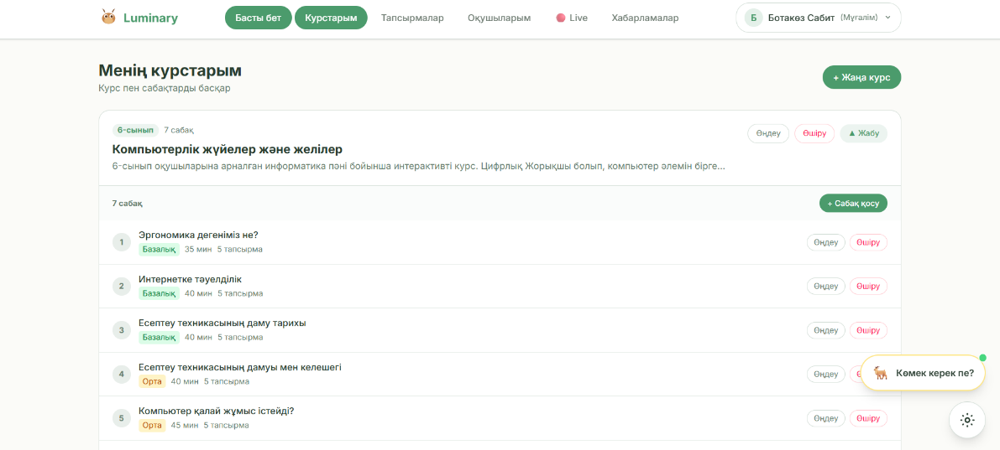 Luminary
Басты бет
Курстарым
Тапсырмалар
Оқушыларым
Live
Хабарламалар
Б
Ботакөз Сабит (Мұғалім)
Менің курстарым
Курс пен сабақтарды басқар
+ Жаңа курс
6-сынып 7 сабақ
Өңдеу
Өшіру
▲ Жабу
Компьютерлік жүйелер және желілер
6-сынып оқушыларына арналған информатика пәні бойынша интерактивті курс. Цифрлық Жорықшы болып, компьютер әлемін бірге...
7 сабақ
+ Сабақ қосу
1
Эргономика дегеніміз не?
Базалық 35 мин 5 тапсырма
Өңдеу
Өшіру
2
Интернетке тәуелділік
Базалық 40 мин 5 тапсырма
Өңдеу
Өшіру
3
Есептеу техникасының даму тарихы
Базалық 40 мин 5 тапсырма
Өңдеу
Өшіру
4
Есептеу техникасының дамуы мен келешегі
Орта 40 мин 5 тапсырма
Өңдеу
Көмек керек пе?
5
Компьютер қалай жұмыс істейді?
Орта 45 мин 5 тапсырма
Өңдеу
Өшіру